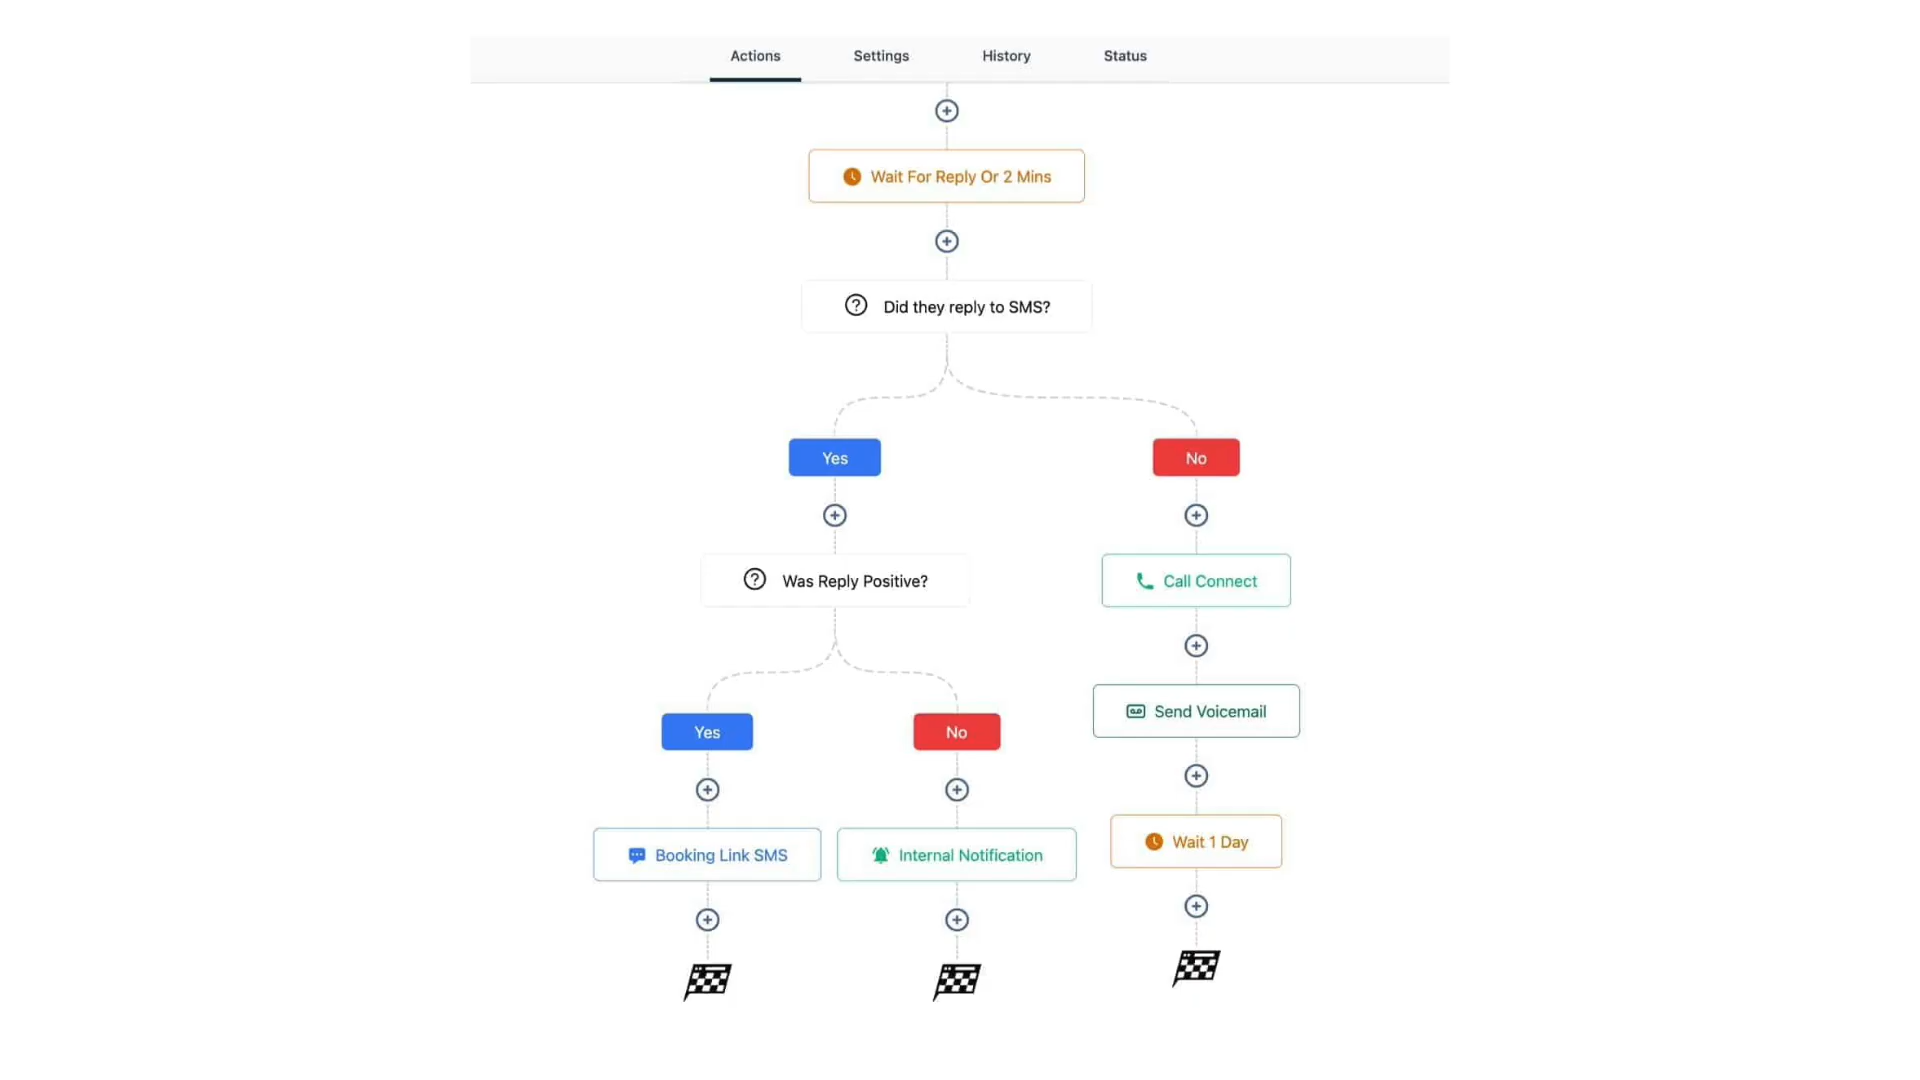 Actions
Settings
History
Status
Wait For Reply Or 2 Mins
Did they reply to SMS?
Yes
No
Was Reply Positive?
Call Connect
Send Voicemail
Yes
No
Booking Link SMS
Internal Notification
Wait 1 Day